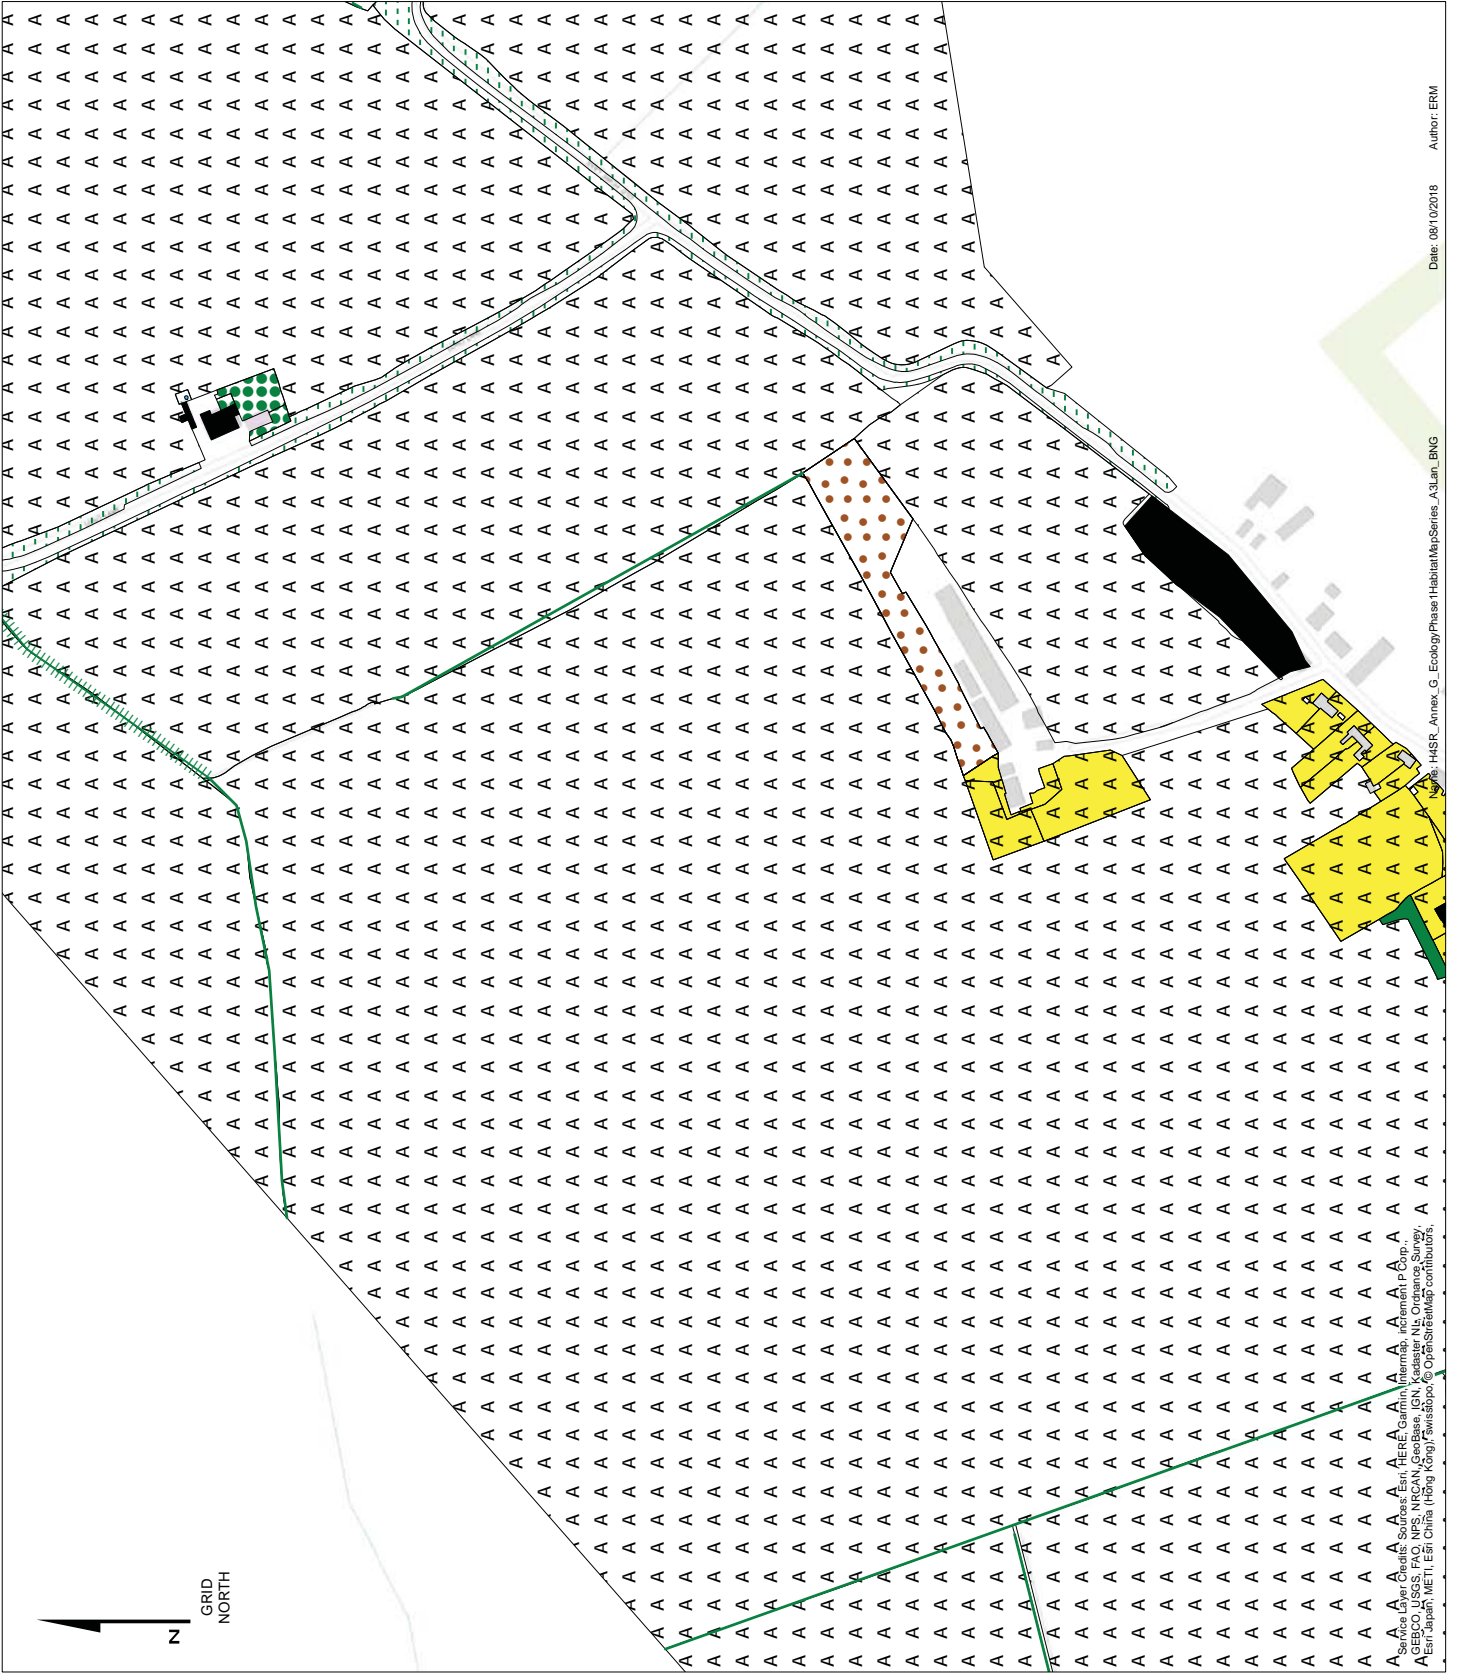 GRID
NORTH
N
Service Layer Credits: Sources: Esri, HERE, Garmin, Intermap, increment P Corp.,
GEBCO, USGS, FAO, NPS, NRCAN, GeoBase, IGN, Kadaster NL, Ordnance Survey,
Esri Japan, METI, Esri China (Hong Kong), swisstopo, © OpenStreetMap contributors,
Name: H4SR_Annex_G_EcologyPhase1HabitatMapSeries_A3Lan_BNG
Date: 08/10/2018
Author: ERM